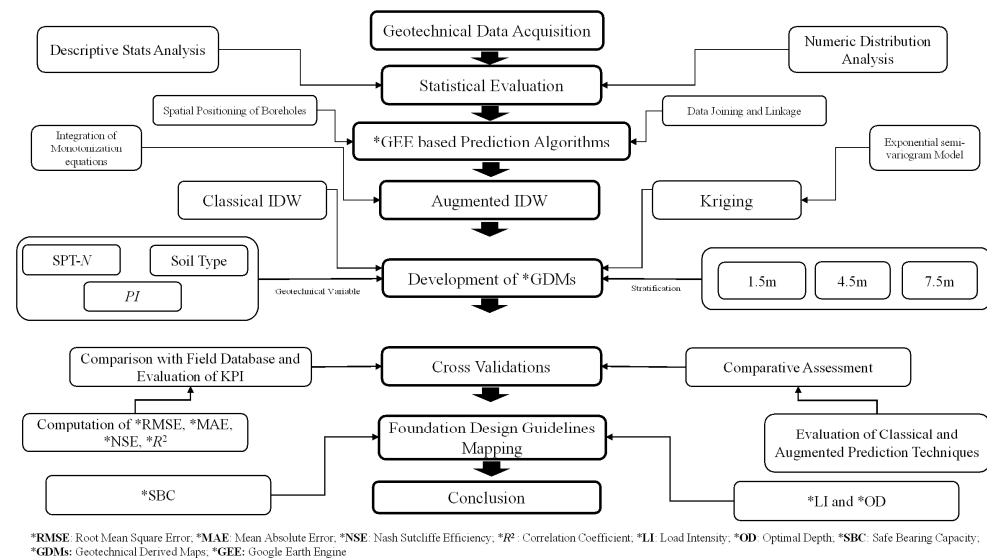 Geotechnical Data Acquisition
Descriptive Stats Analysis
Numeric Distribution
Analysis
Statistical Evaluation
Spatial Positioning of Boreholes
Data Joining and Linkage
*GEE based Prediction Algorithms
Integration of
Monotonization
equations
Exponential semi-
variogram Model
Classical IDW
Augmented IDW
Kriging
SPT-N
Soil Type
PI
Geotechnical Variable
Development of *GDMs
Stratification
1.5m
4.5m
7.5m
Comparison with Field Database and
Evaluation of KPI
Cross Validations
Comparative Assessment
Computation of *RMSE, *MAE,
*NSE, *R²
Foundation Design Guidelines
Mapping
Evaluation of Classical and
Augmented Prediction Techniques
*SBC
Conclusion
*LI and *OD
*RMSE: Root Mean Square Error; *MAE: Mean Absolute Error; *NSE: Nash Sutcliffe Efficiency; *R²: Correlation Coefficient; *LI: Load Intensity; *OD: Optimal Depth; *SBC: Safe Bearing Capacity;
*GDMs: Geotechnical Derived Maps; *GEE: Google Earth Engine